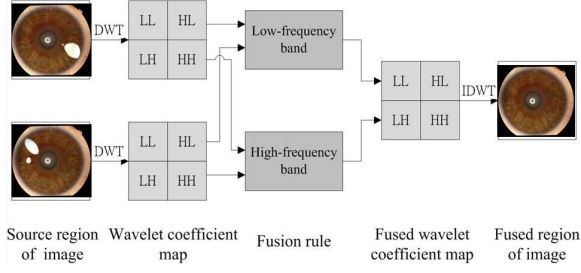 DWT
LL HL
LH HH
Low-frequency
band
LL HL
LH HH
IDWT
DWT
LL HL
LH HH
High-frequency
band
Source region
of image
Wavelet coefficient
map
Fusion rule
Fused wavelet
coefficient map
Fused region
of image